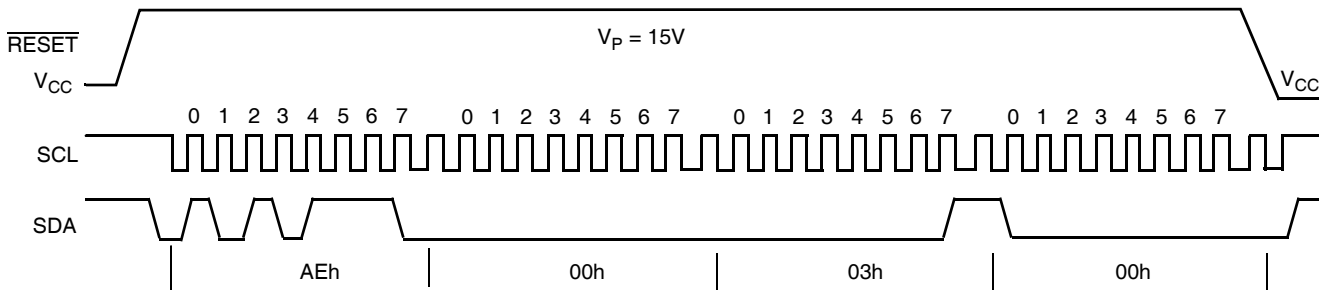 RESET
V_P = 15V
V_CC
V_CC
0 1 2 3 4 5 6 7 0 1 2 3 4 5 6 7 0 1 2 3 4 5 6 7 0 1 2 3 4 5 6 7
SCL
SDA
AEh 00h 03h 00h